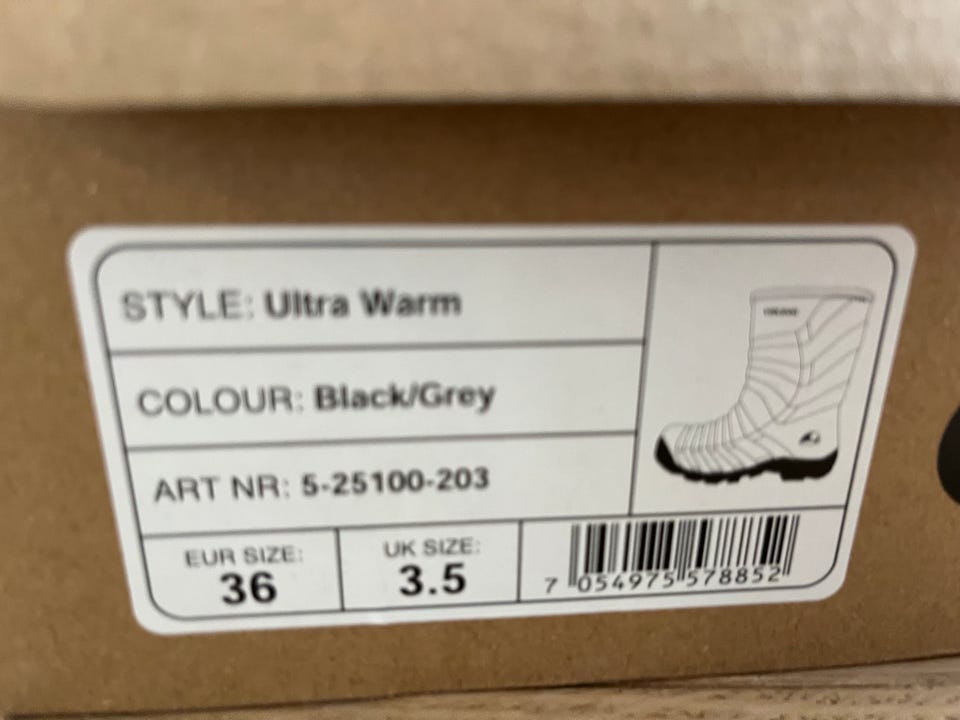 STYLE: Ultra Warm
COLOUR: Black/Grey
ART NR: 5-25100-203
EUR SIZE:
36
UK SIZE:
3.5
7 054975 578852